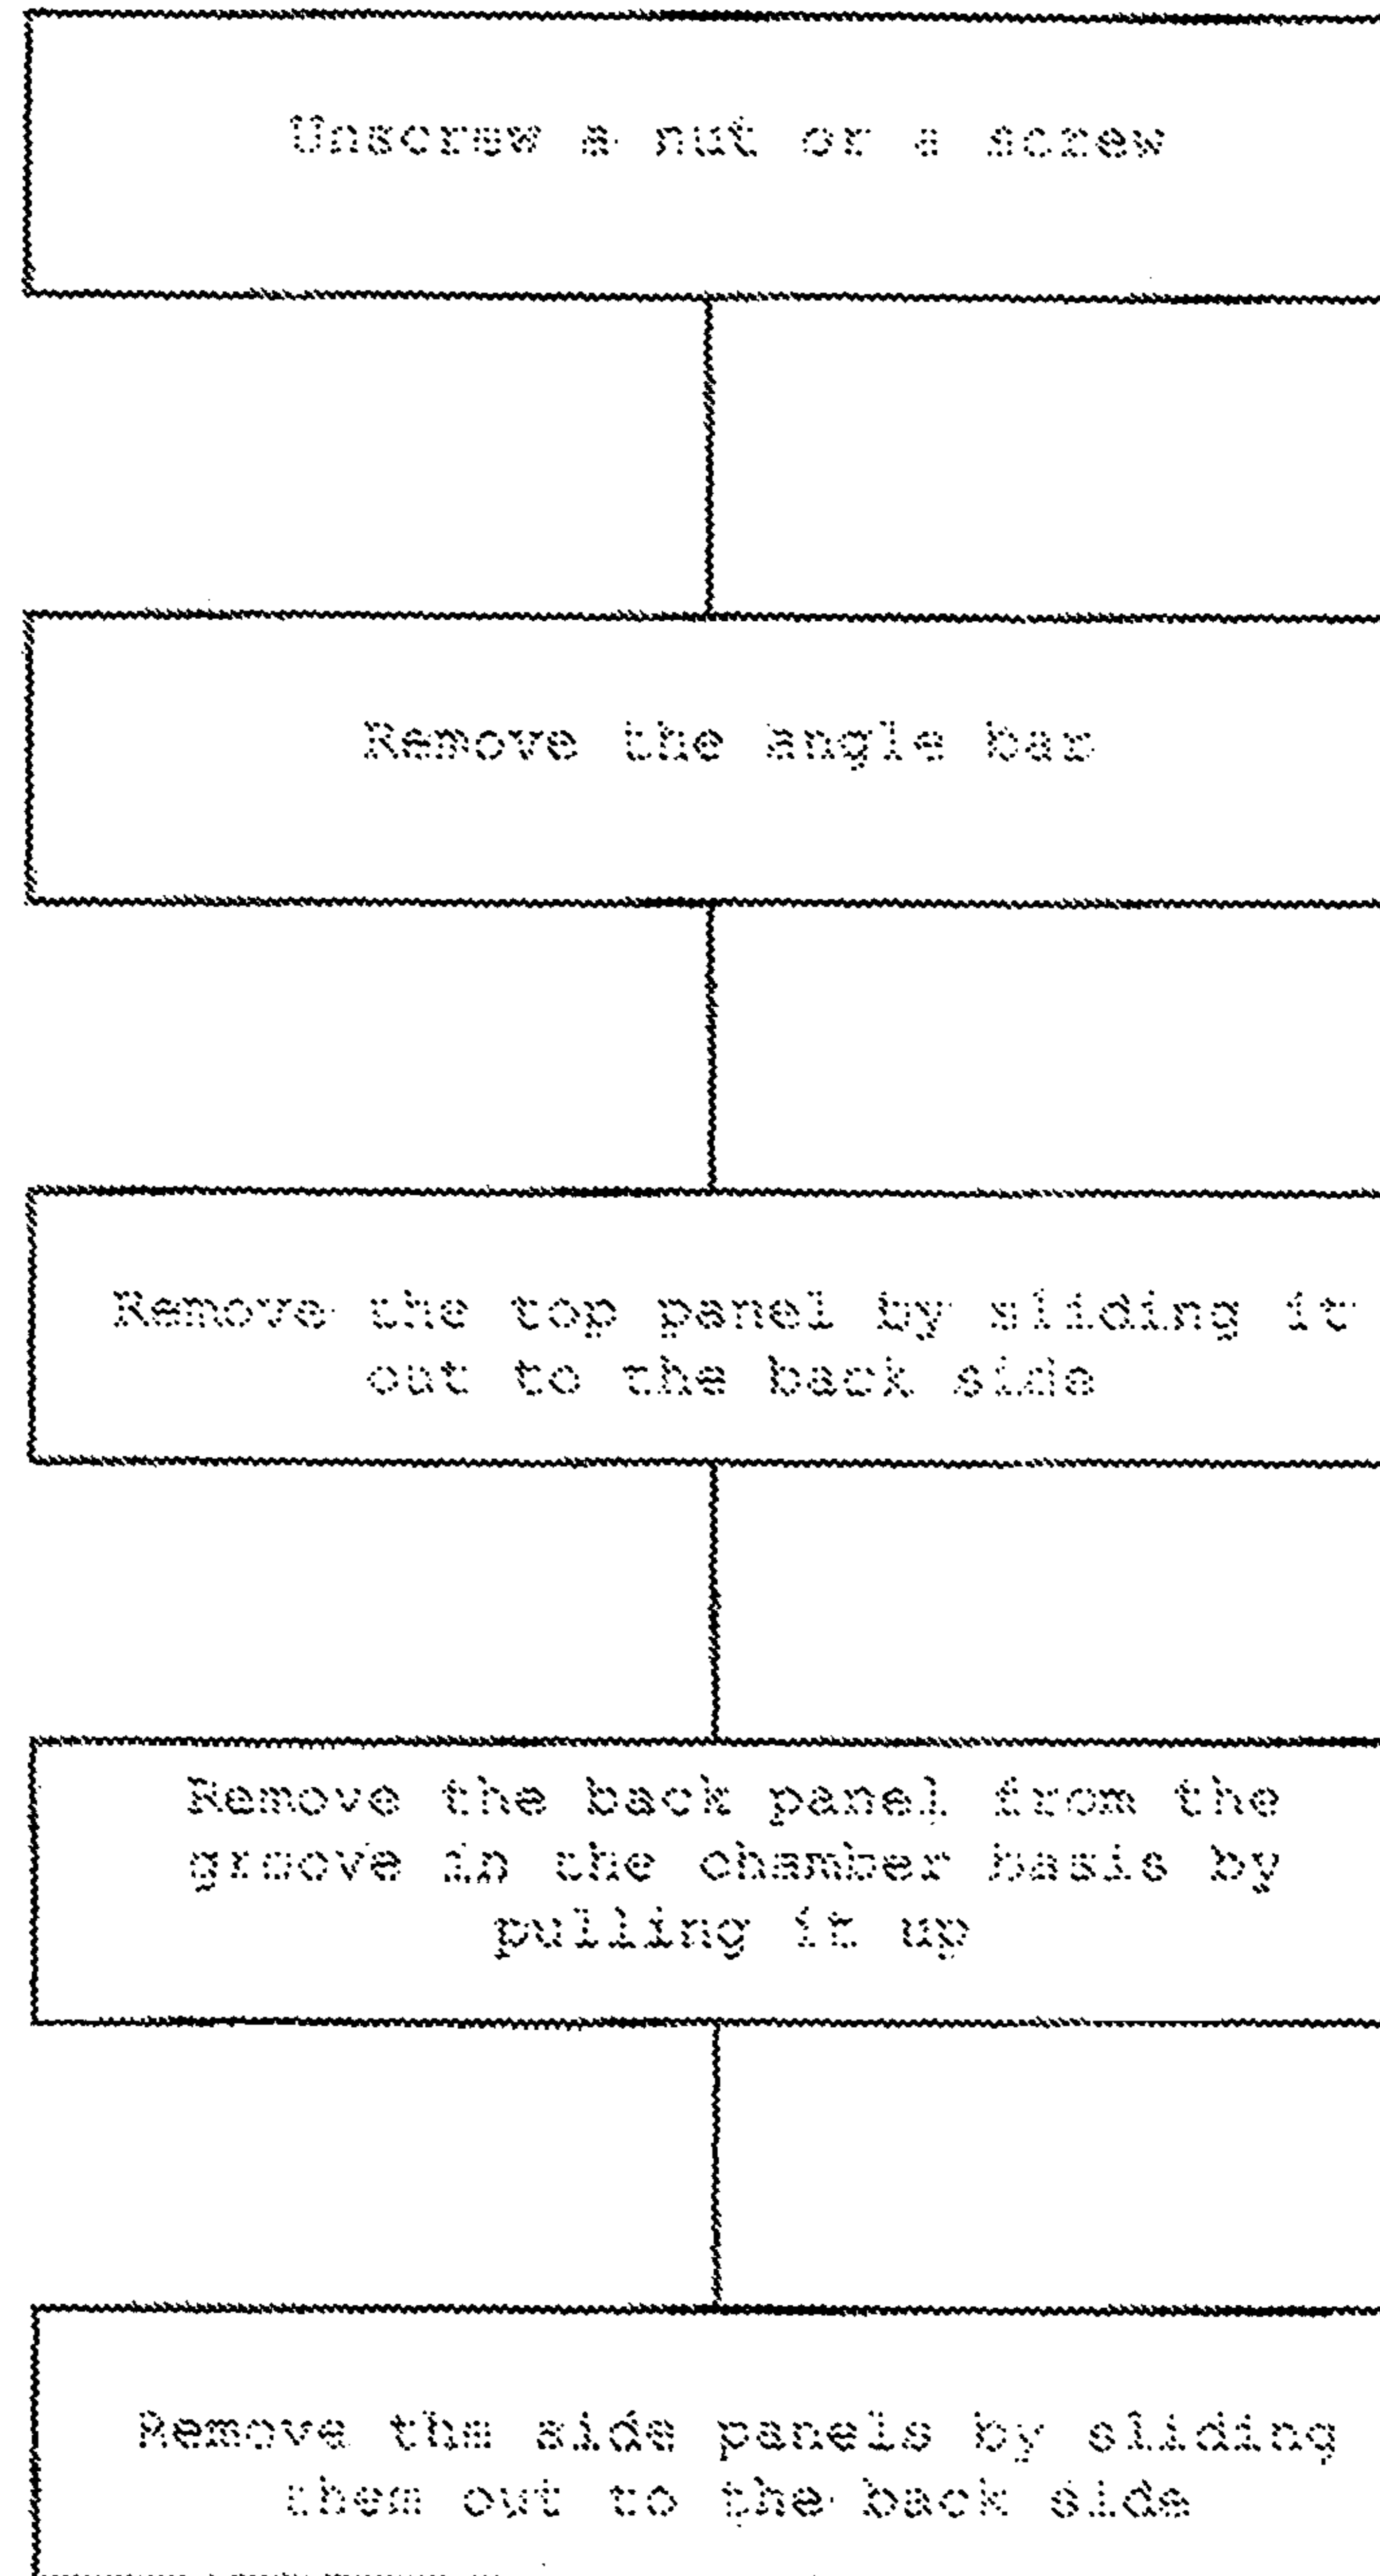 Unscrew a nut or a screw
Remove the angle bar
Remove the top panel by sliding it
out to the back side
Remove the back panel from the
groove in the chamber basis by
pulling it up
Remove the side panels by sliding
them out to the back side